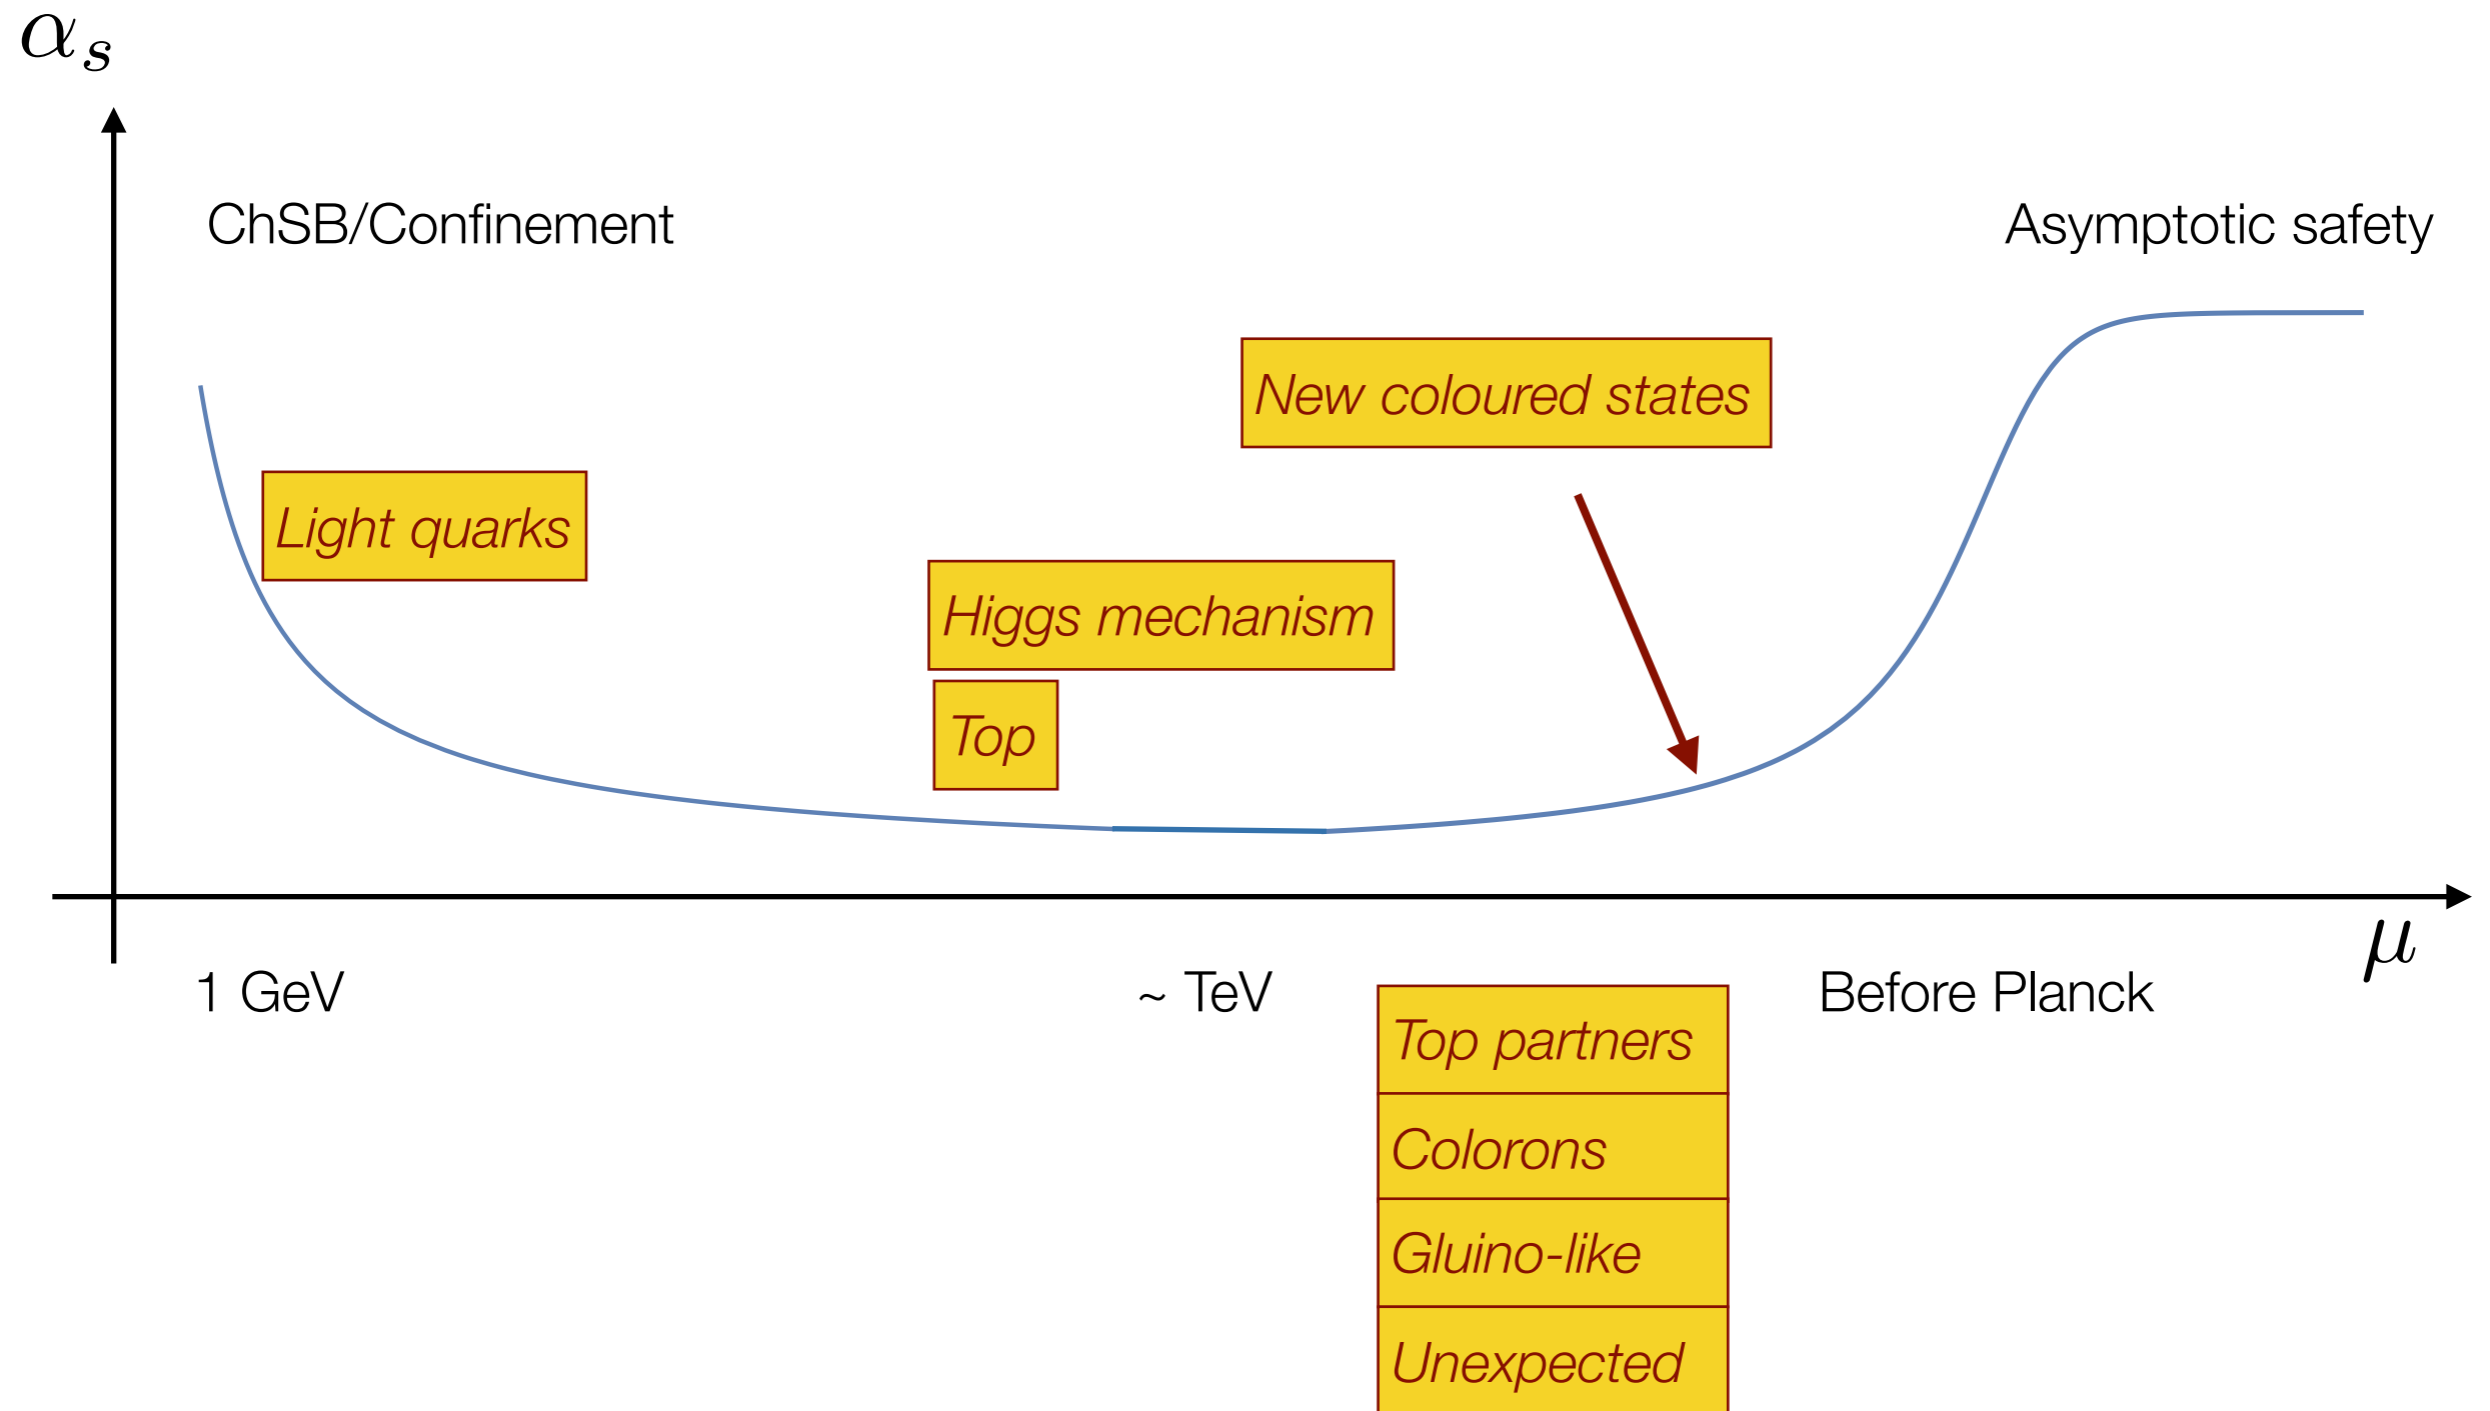 αs
ChSB/Confinement
Asymptotic safety
New coloured states
Light quarks
Higgs mechanism
Top
μ
1 GeV
~ TeV
Before Planck
Top partners
Colorons
Gluino-like
Unexpected